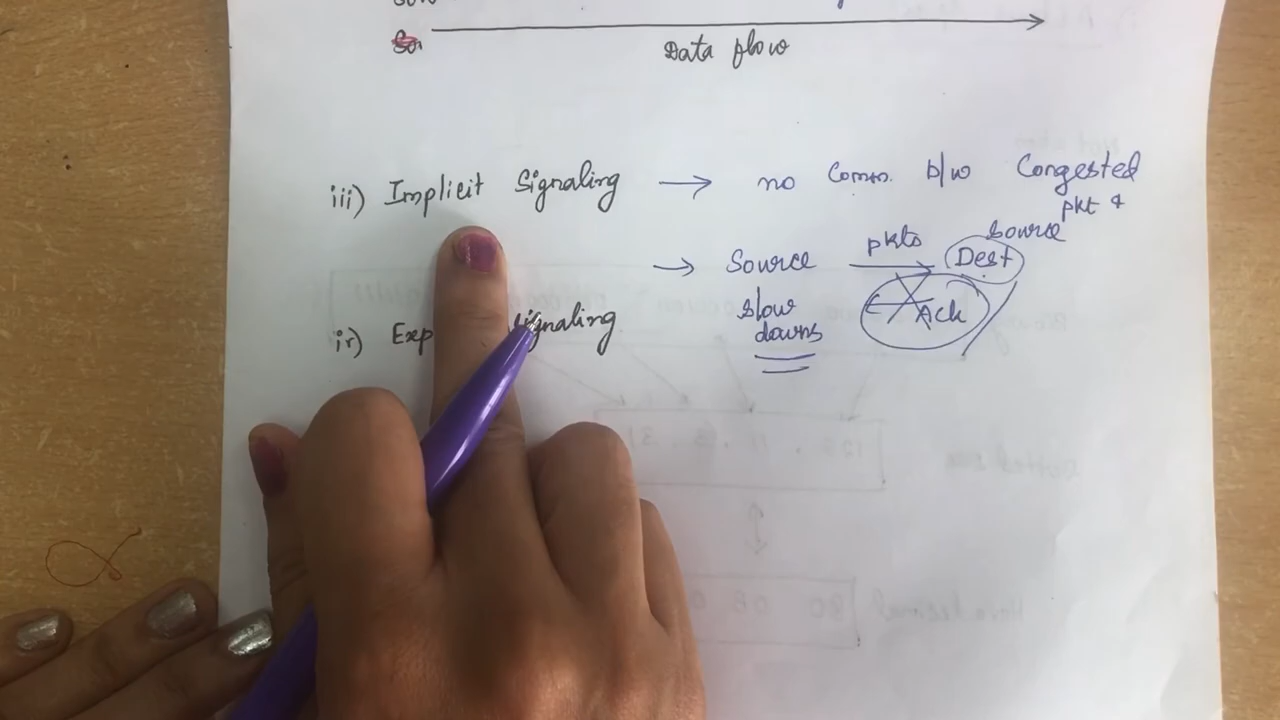 Data flow
iii) Implicit Signaling → no Comm. b/w Congested
pkt &
source
→ Source pkts Dest
slow
downs
Ack
iv) Exp signaling